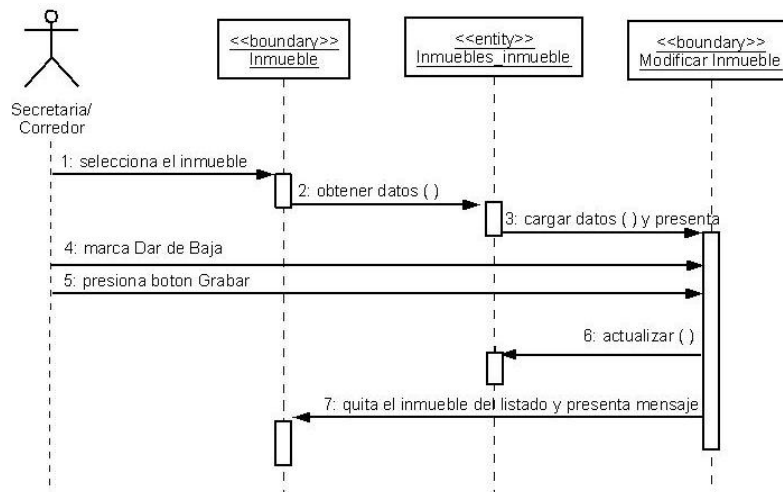 <<boundary>>
Inmueble
<<entity>>
Inmuebles_inmueble
<<boundary>>
Modificar Inmueble
Secretaria/
Corredor
1: selecciona el inmueble
2: obtener datos ( )
3: cargar datos ( ) y presenta
4: marca Dar de Baja
5: presiona boton Grabar
6: actualizar ( )
7: quita el inmueble del listado y presenta mensaje